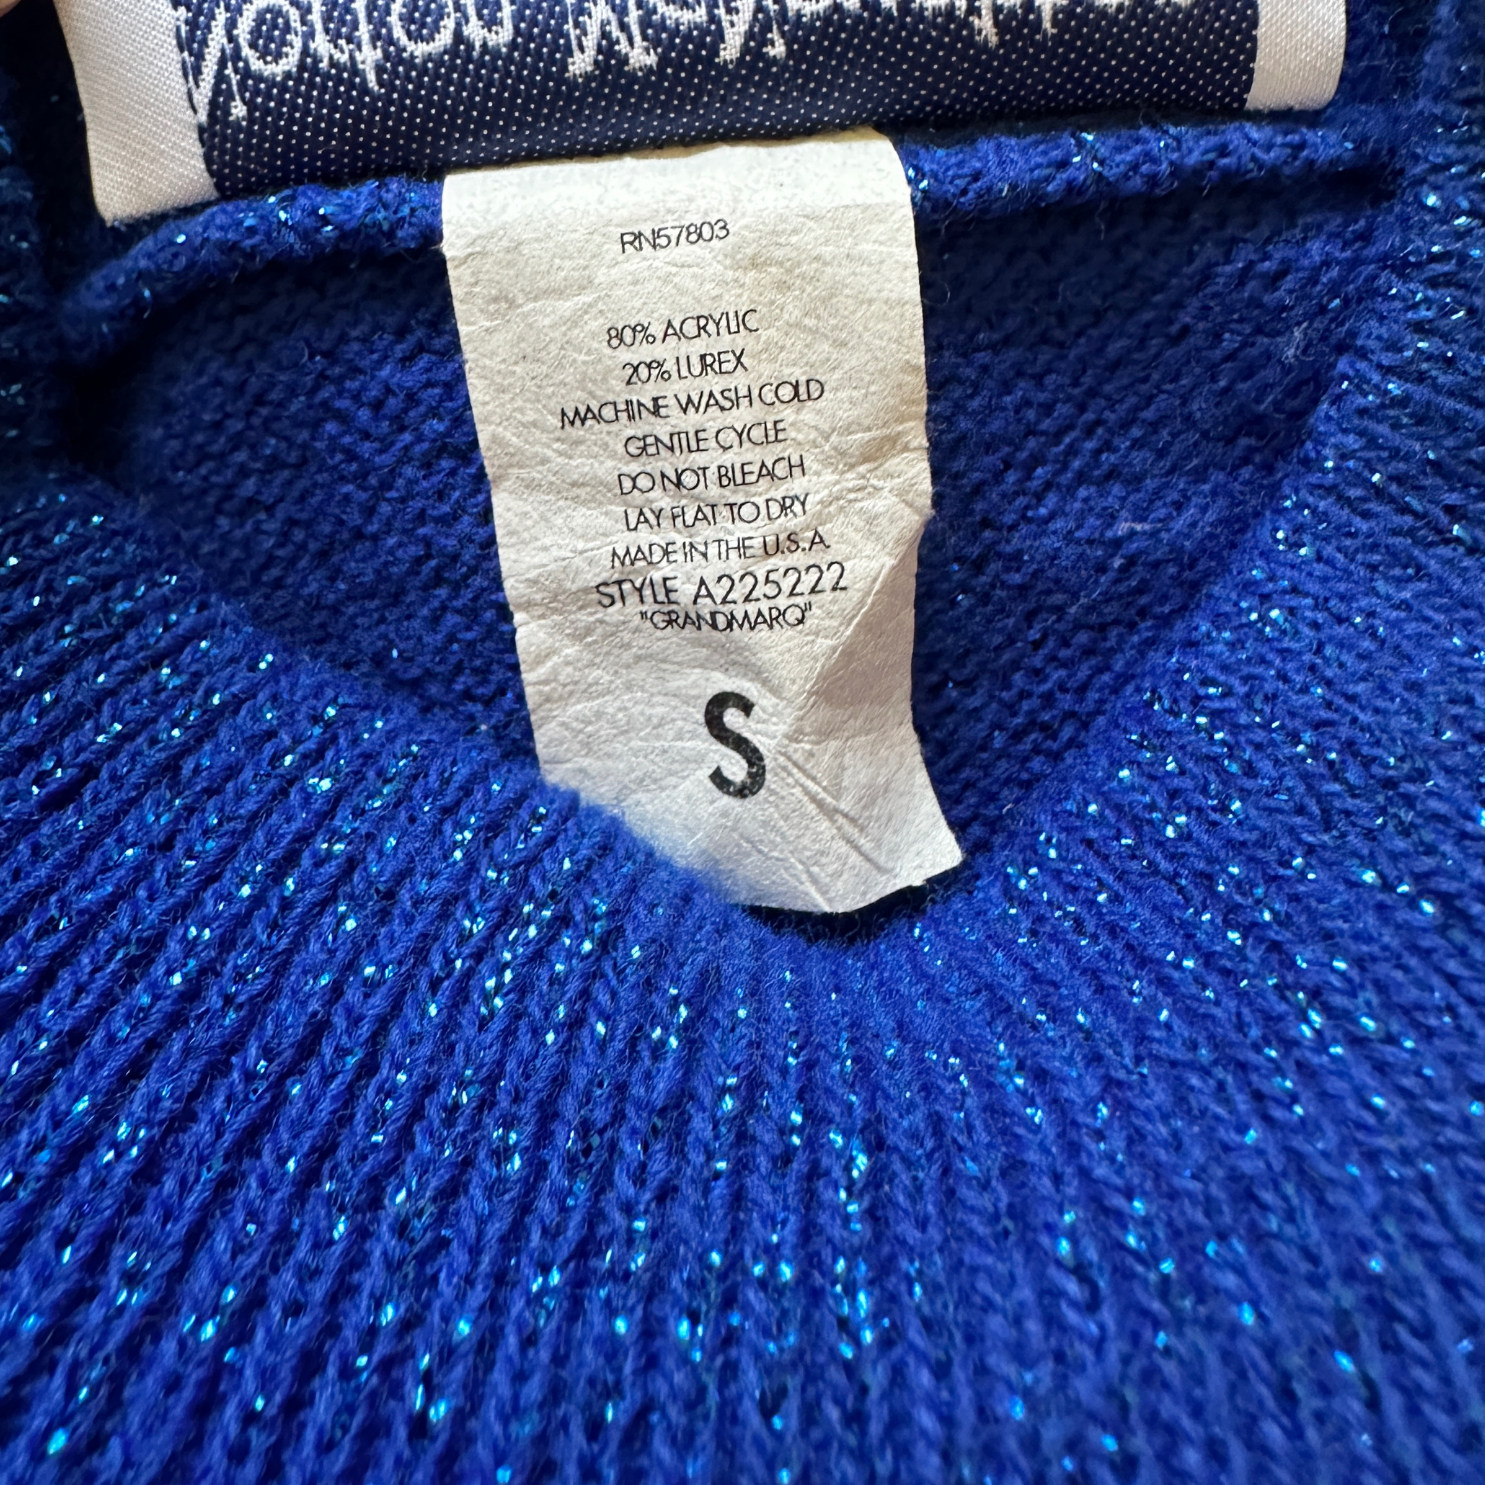 RN57803
80% ACRYLIC
20% LUREX
MACHINE WASH COLD
GENTLE CYCLE
DO NOT BLEACH
LAY FLAT TO DRY
MADE IN THE U.S.A.
STYLE A225222
"GRANDMARQ"
S